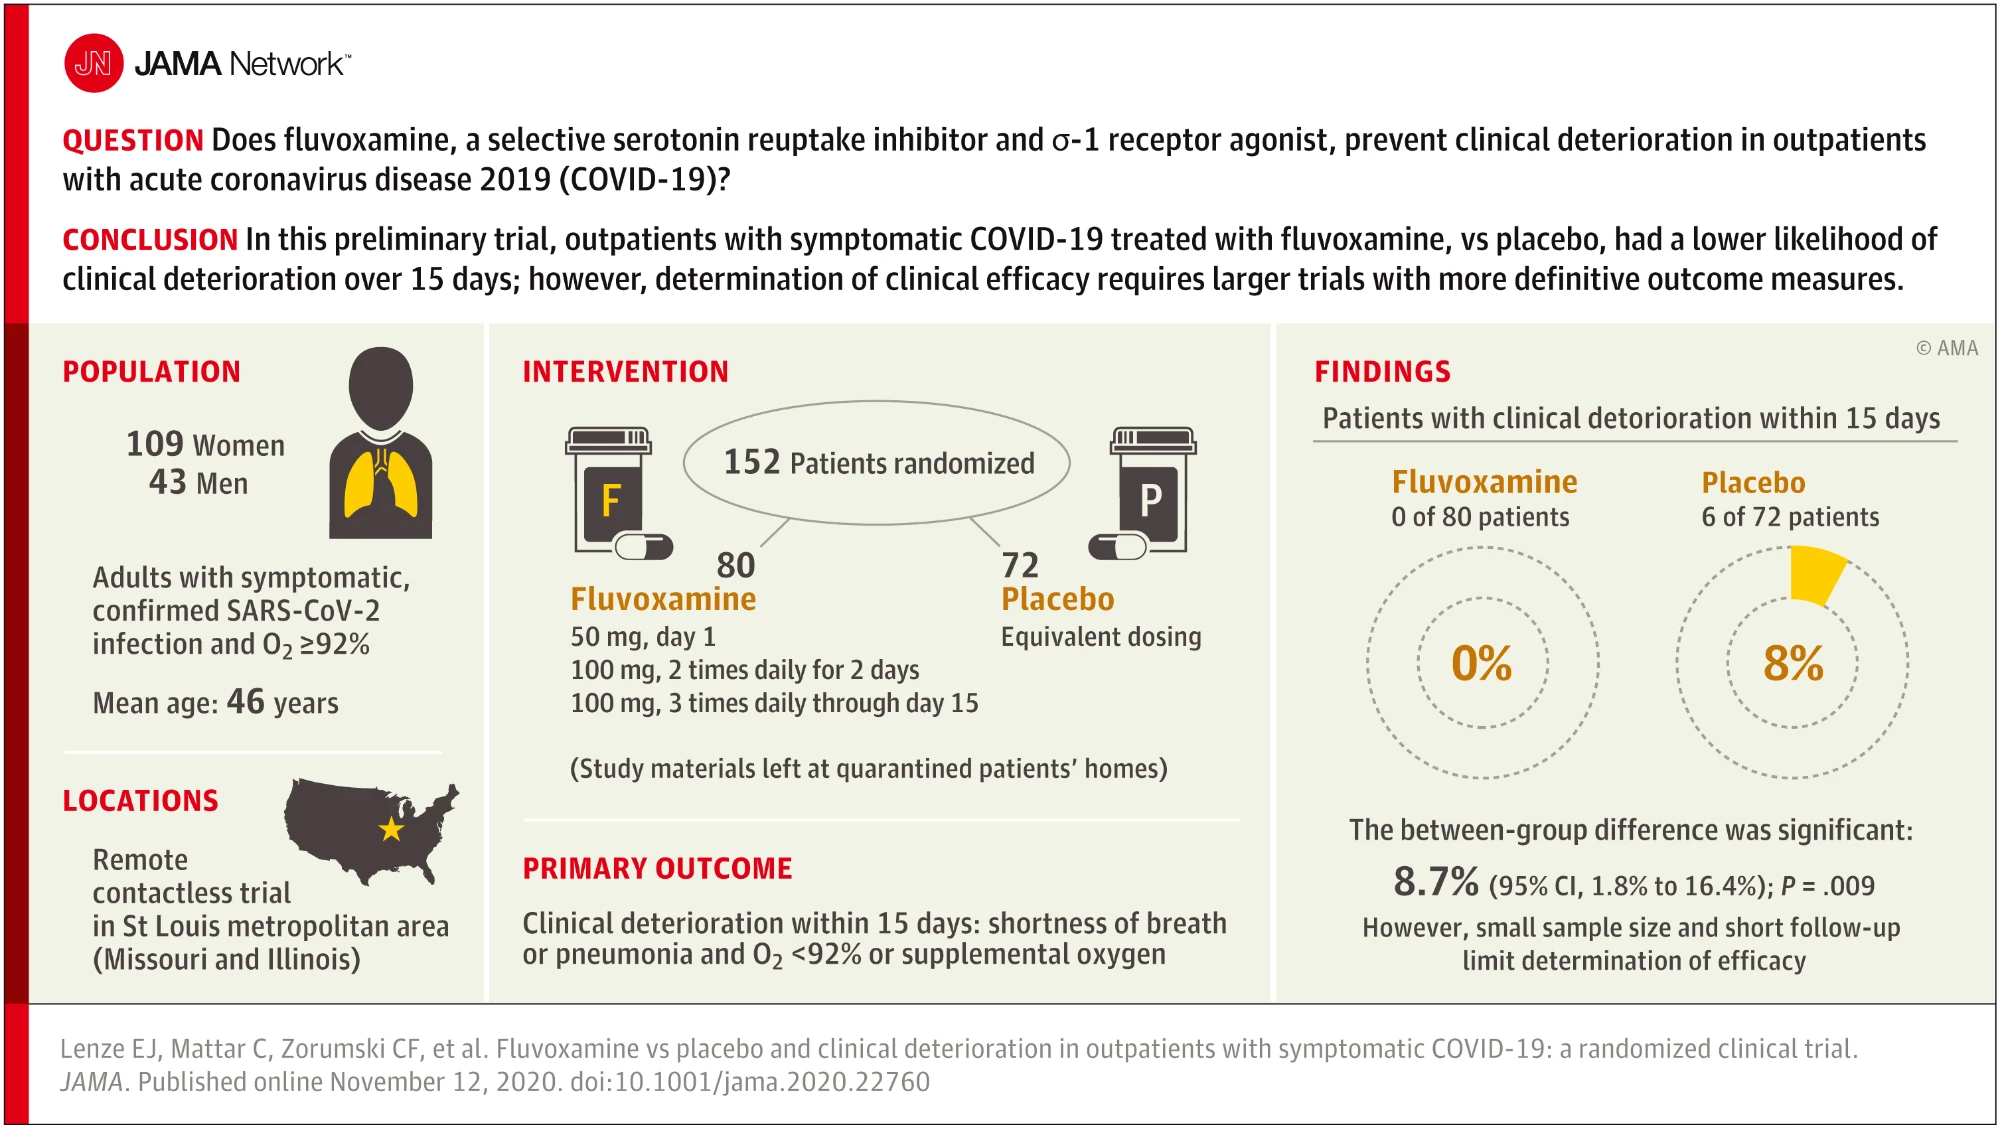 JN JAMA Network™
QUESTION Does fluvoxamine, a selective serotonin reuptake inhibitor and σ-1 receptor agonist, prevent clinical deterioration in outpatients
with acute coronavirus disease 2019 (COVID-19)?
CONCLUSION In this preliminary trial, outpatients with symptomatic COVID-19 treated with fluvoxamine, vs placebo, had a lower likelihood of
clinical deterioration over 15 days; however, determination of clinical efficacy requires larger trials with more definitive outcome measures.
© AMA
POPULATION
109 Women
43 Men
Adults with symptomatic,
confirmed SARS-CoV-2
infection and O₂ ≥92%
Mean age: 46 years
LOCATIONS
Remote
contactless trial
in St Louis metropolitan area
(Missouri and Illinois)
INTERVENTION
152 Patients randomized
F
P
80
Fluvoxamine
50 mg, day 1
100 mg, 2 times daily for 2 days
100 mg, 3 times daily through day 15
72
Placebo
Equivalent dosing
(Study materials left at quarantined patients’ homes)
PRIMARY OUTCOME
Clinical deterioration within 15 days: shortness of breath
or pneumonia and O₂ <92% or supplemental oxygen
FINDINGS
Patients with clinical detorioration within 15 days
Fluvoxamine
0 of 80 patients
0%
Placebo
6 of 72 patients
8%
The between-group difference was significant:
8.7% (95% CI, 1.8% to 16.4%); P = .009
However, small sample size and short follow-up
limit determination of efficacy
Lenze EJ, Mattar C, Zorumski CF, et al. Fluvoxamine vs placebo and clinical deterioration in outpatients with symptomatic COVID-19: a randomized clinical trial.
JAMA. Published online November 12, 2020. doi:10.1001/jama.2020.22760